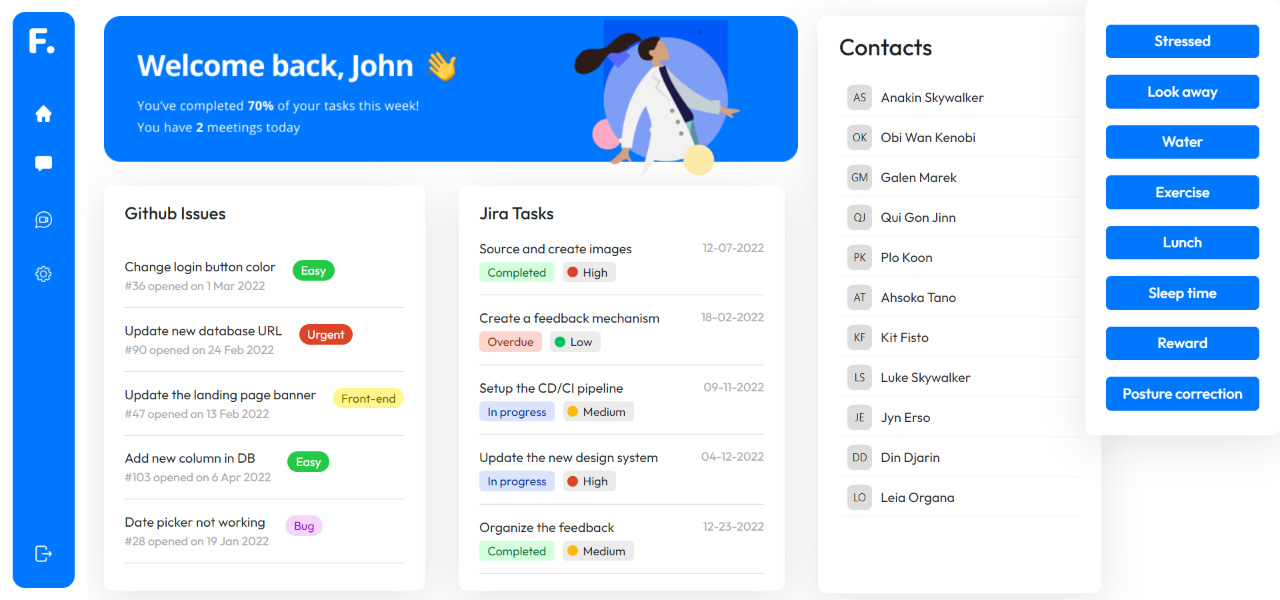 F.
Welcome back, John 👋
You've completed 70% of your tasks this week!
You have 2 meetings today
Github Issues
Change login button color Easy
#36 opened on 1 Mar 2022
Update new database URL Urgent
#90 opened on 24 Feb 2022
Update the landing page banner Front-end
#47 opened on 13 Feb 2022
Add new column in DB Easy
#103 opened on 6 Apr 2022
Date picker not working Bug
#28 opened on 19 Jan 2022
Jira Tasks
Source and create images 12-07-2022
Completed High
Create a feedback mechanism 18-02-2022
Overdue Low
Setup the CD/CI pipeline 09-11-2022
In progress Medium
Update the new design system 04-12-2022
In progress High
Organize the feedback 12-23-2022
Completed Medium
Contacts
AS Anakin Skywalker
OK Obi Wan Kenobi
GM Galen Marek
QJ Qui Gon Jinn
PK Plo Koon
AT Ahsoka Tano
KF Kit Fisto
LS Luke Skywalker
JE Jyn Erso
DD Din Djarin
LO Leia Organa
Stressed
Look away
Water
Exercise
Lunch
Sleep time
Reward
Posture correction